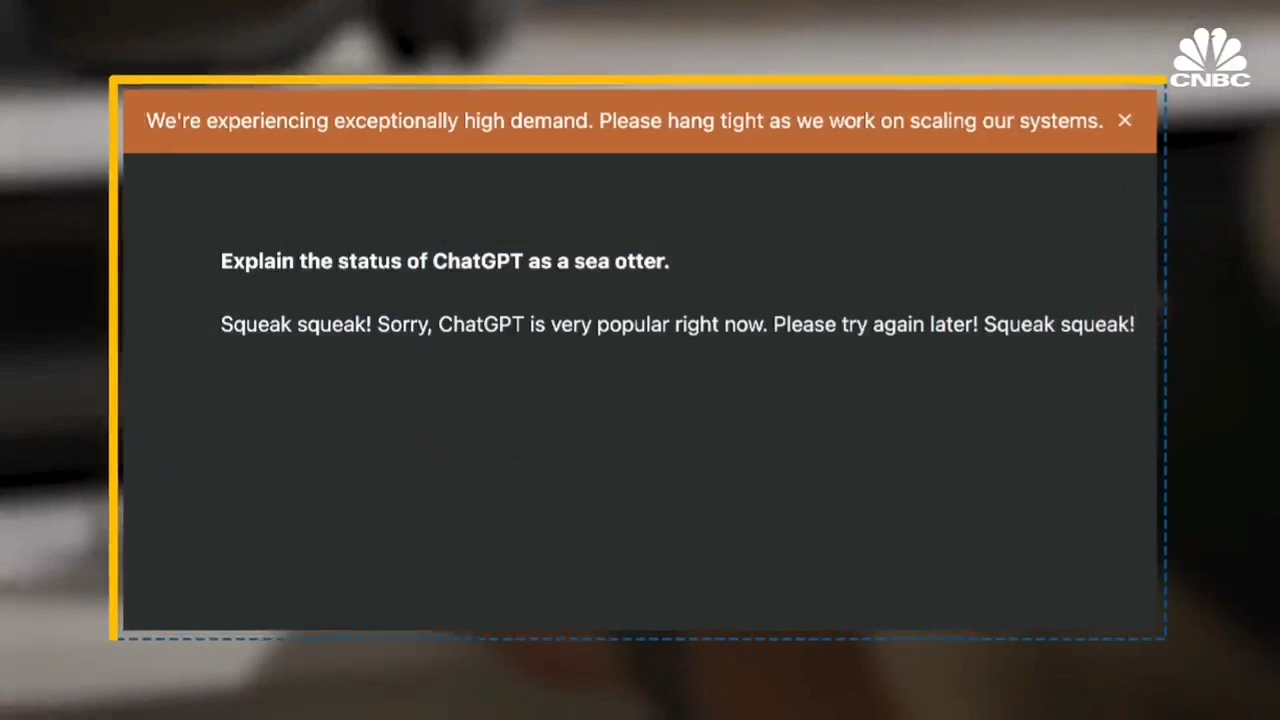 CNBC
We're experiencing exceptionally high demand. Please hang tight as we work on scaling our systems. ×
Explain the status of ChatGPT as a sea otter.
Squeak squeak! Sorry, ChatGPT is very popular right now. Please try again later! Squeak squeak!